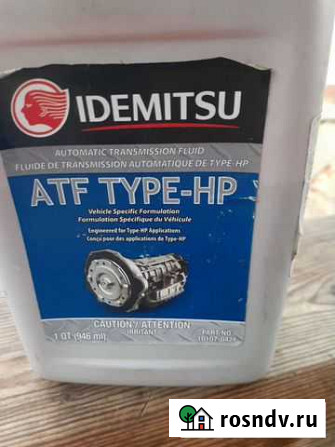 IDEMITSU
AUTOMATIC TRANSMISSION FLUID
FLUIDE DE TRANSMISSION AUTOMATIQUE DE TYPE-HP
ATF TYPE-HP
Vehicle Specific Formulation
Formulation Spécifique du Véhicule
Engineered for Type-HP Applications
Conçu pour des applications de Type-HP
CAUTION / ATTENTION
IRRITANT
1 QT (946 ml)
PART NO.
rosndv.ru